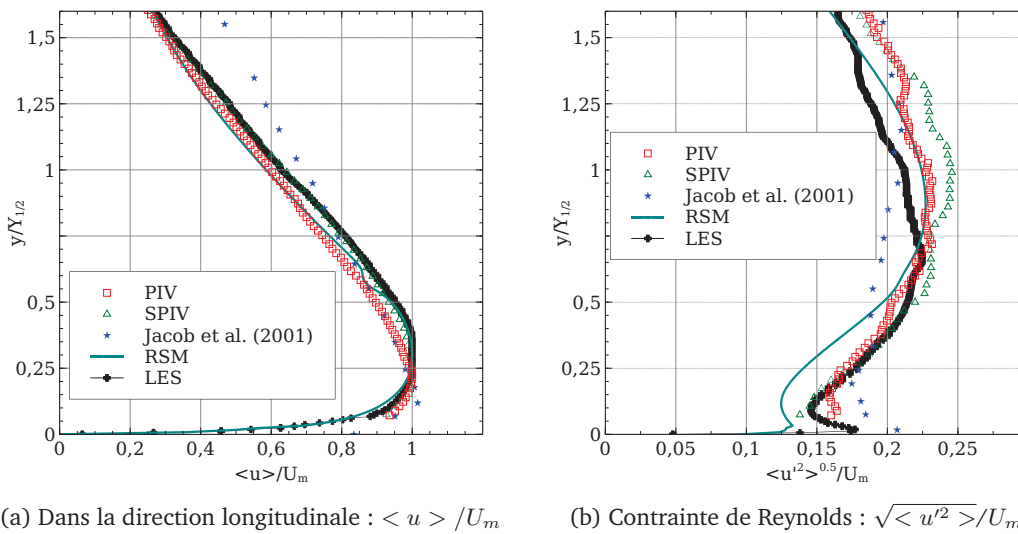 1,5
1,25
1
0,75
0,5
0,25
0
y/Y1/2
PIV
SPIV
Jacob et al. (2001)
RSM
LES
0 0,2 0,4 0,6 0,8 1
<u>/Um
(a) Dans la direction longitudinale : < u > /Um
1,5
1,25
1
0,75
0,5
0,25
0
y/Y1/2
PIV
SPIV
Jacob et al. (2001)
RSM
LES
0 0,05 0,1 0,15 0,2 0,25
<u'²>^0.5/Um
(b) Contrainte de Reynolds : √< u'² >/Um